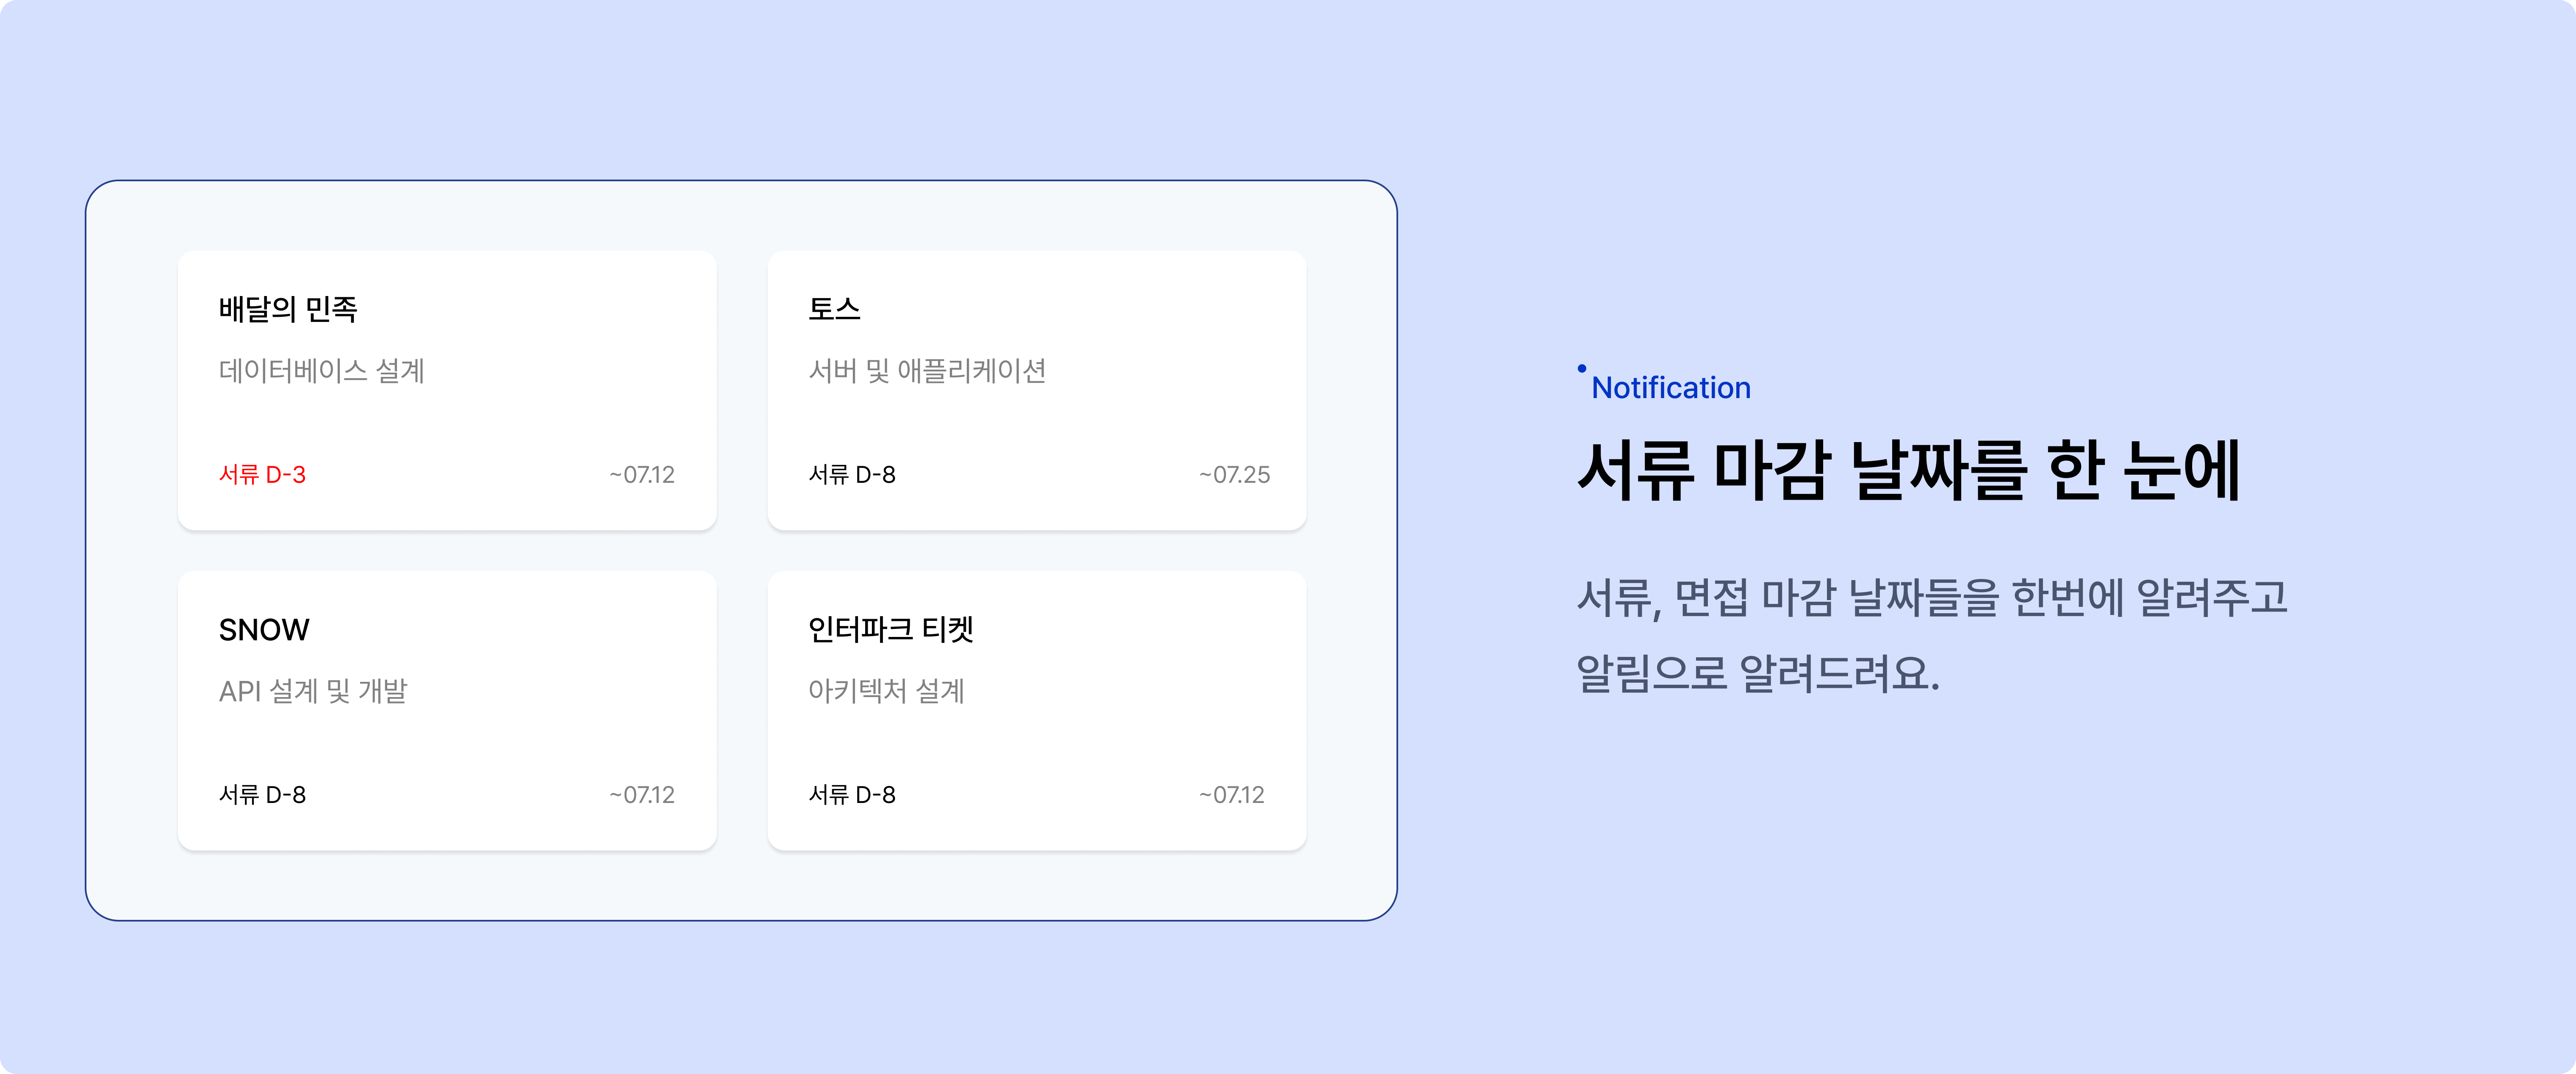 배달의 민족
데이터베이스 설계
서류 D-3
~07.12
토스
서버 및 애플리케이션
서류 D-8
~07.25
SNOW
API 설계 및 개발
서류 D-8
~07.12
인터파크 티켓
아키텍처 설계
서류 D-8
~07.12
Notification
서류 마감 날짜를 한 눈에
서류, 면접 마감 날짜들을 한번에 알려주고
알림으로 알려드려요.